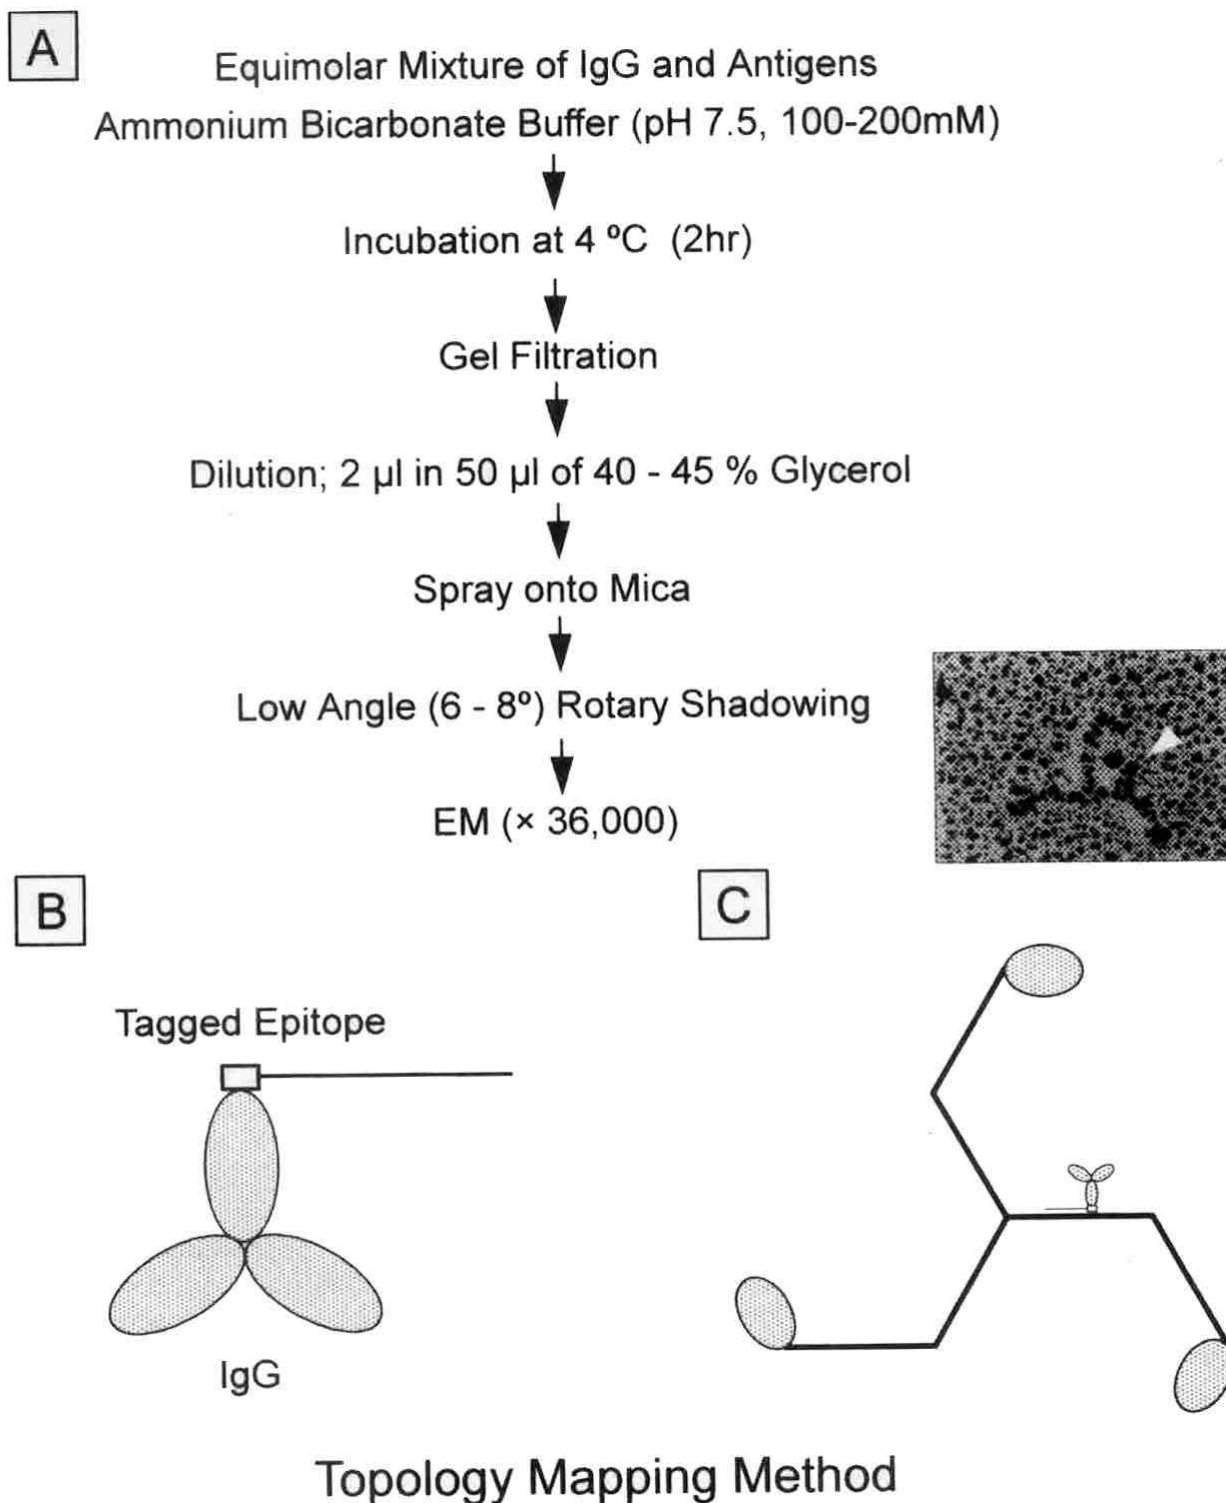 A
Equimolar Mixture of IgG and Antigens
Ammonium Bicarbonate Buffer (pH 7.5, 100-200mM)
Incubation at 4 ºC (2hr)
Gel Filtration
Dilution; 2 µl in 50 µl of 40 - 45 % Glycerol
Spray onto Mica
Low Angle (6 - 8º) Rotary Shadowing
EM (× 36,000)
B
C
Tagged Epitope
IgG
Topology Mapping Method